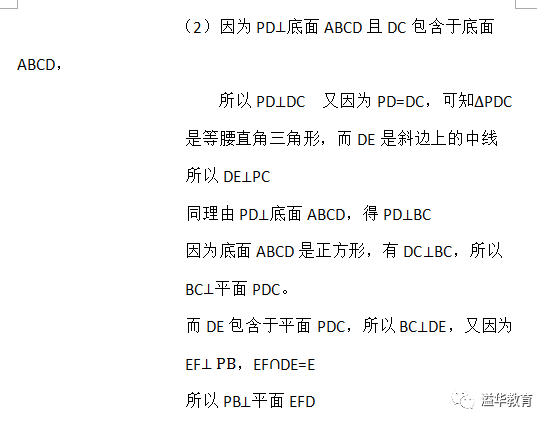 （2）因为 PD⊥底面 ABCD 且 DC 包含于底面
ABCD，
所以 PD⊥DC 又因为 PD=DC，可知ΔPDC
是等腰直角三角形，而 DE 是斜边上的中线
所以 DE⊥PC
同理由 PD⊥底面 ABCD，得 PD⊥BC
因为底面 ABCD 是正方形，有 DC⊥BC，所以
BC⊥平面 PDC。
而 DE 包含于平面 PDC，所以 BC⊥DE，又因为
EF⊥ PB，EF∩DE=E
所以 PB⊥平面 EFD
溢华教育